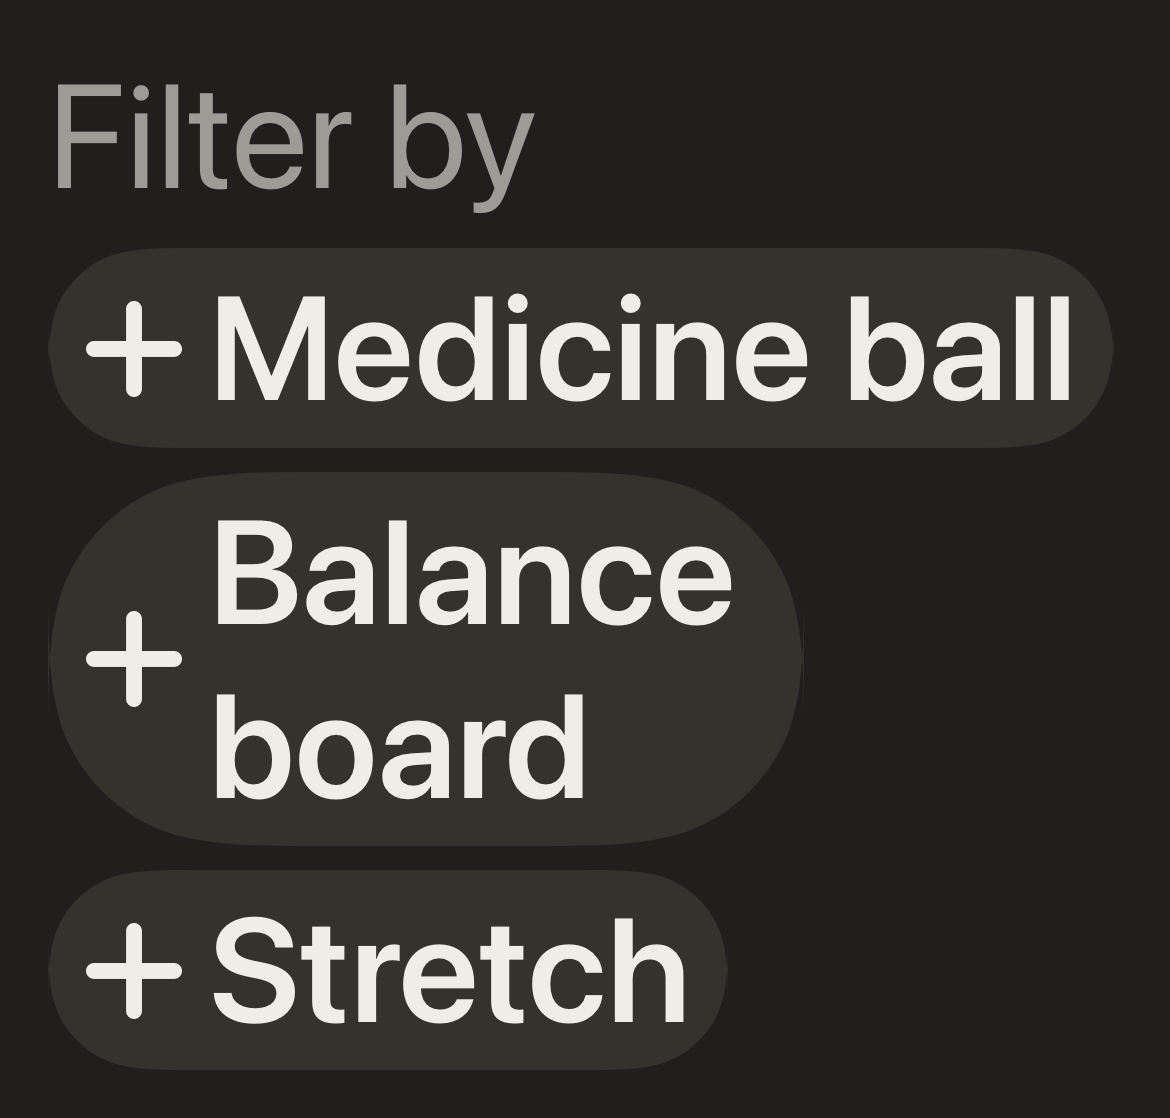 Filter by
+ Medicine ball
+ Balance
board
+ Stretch